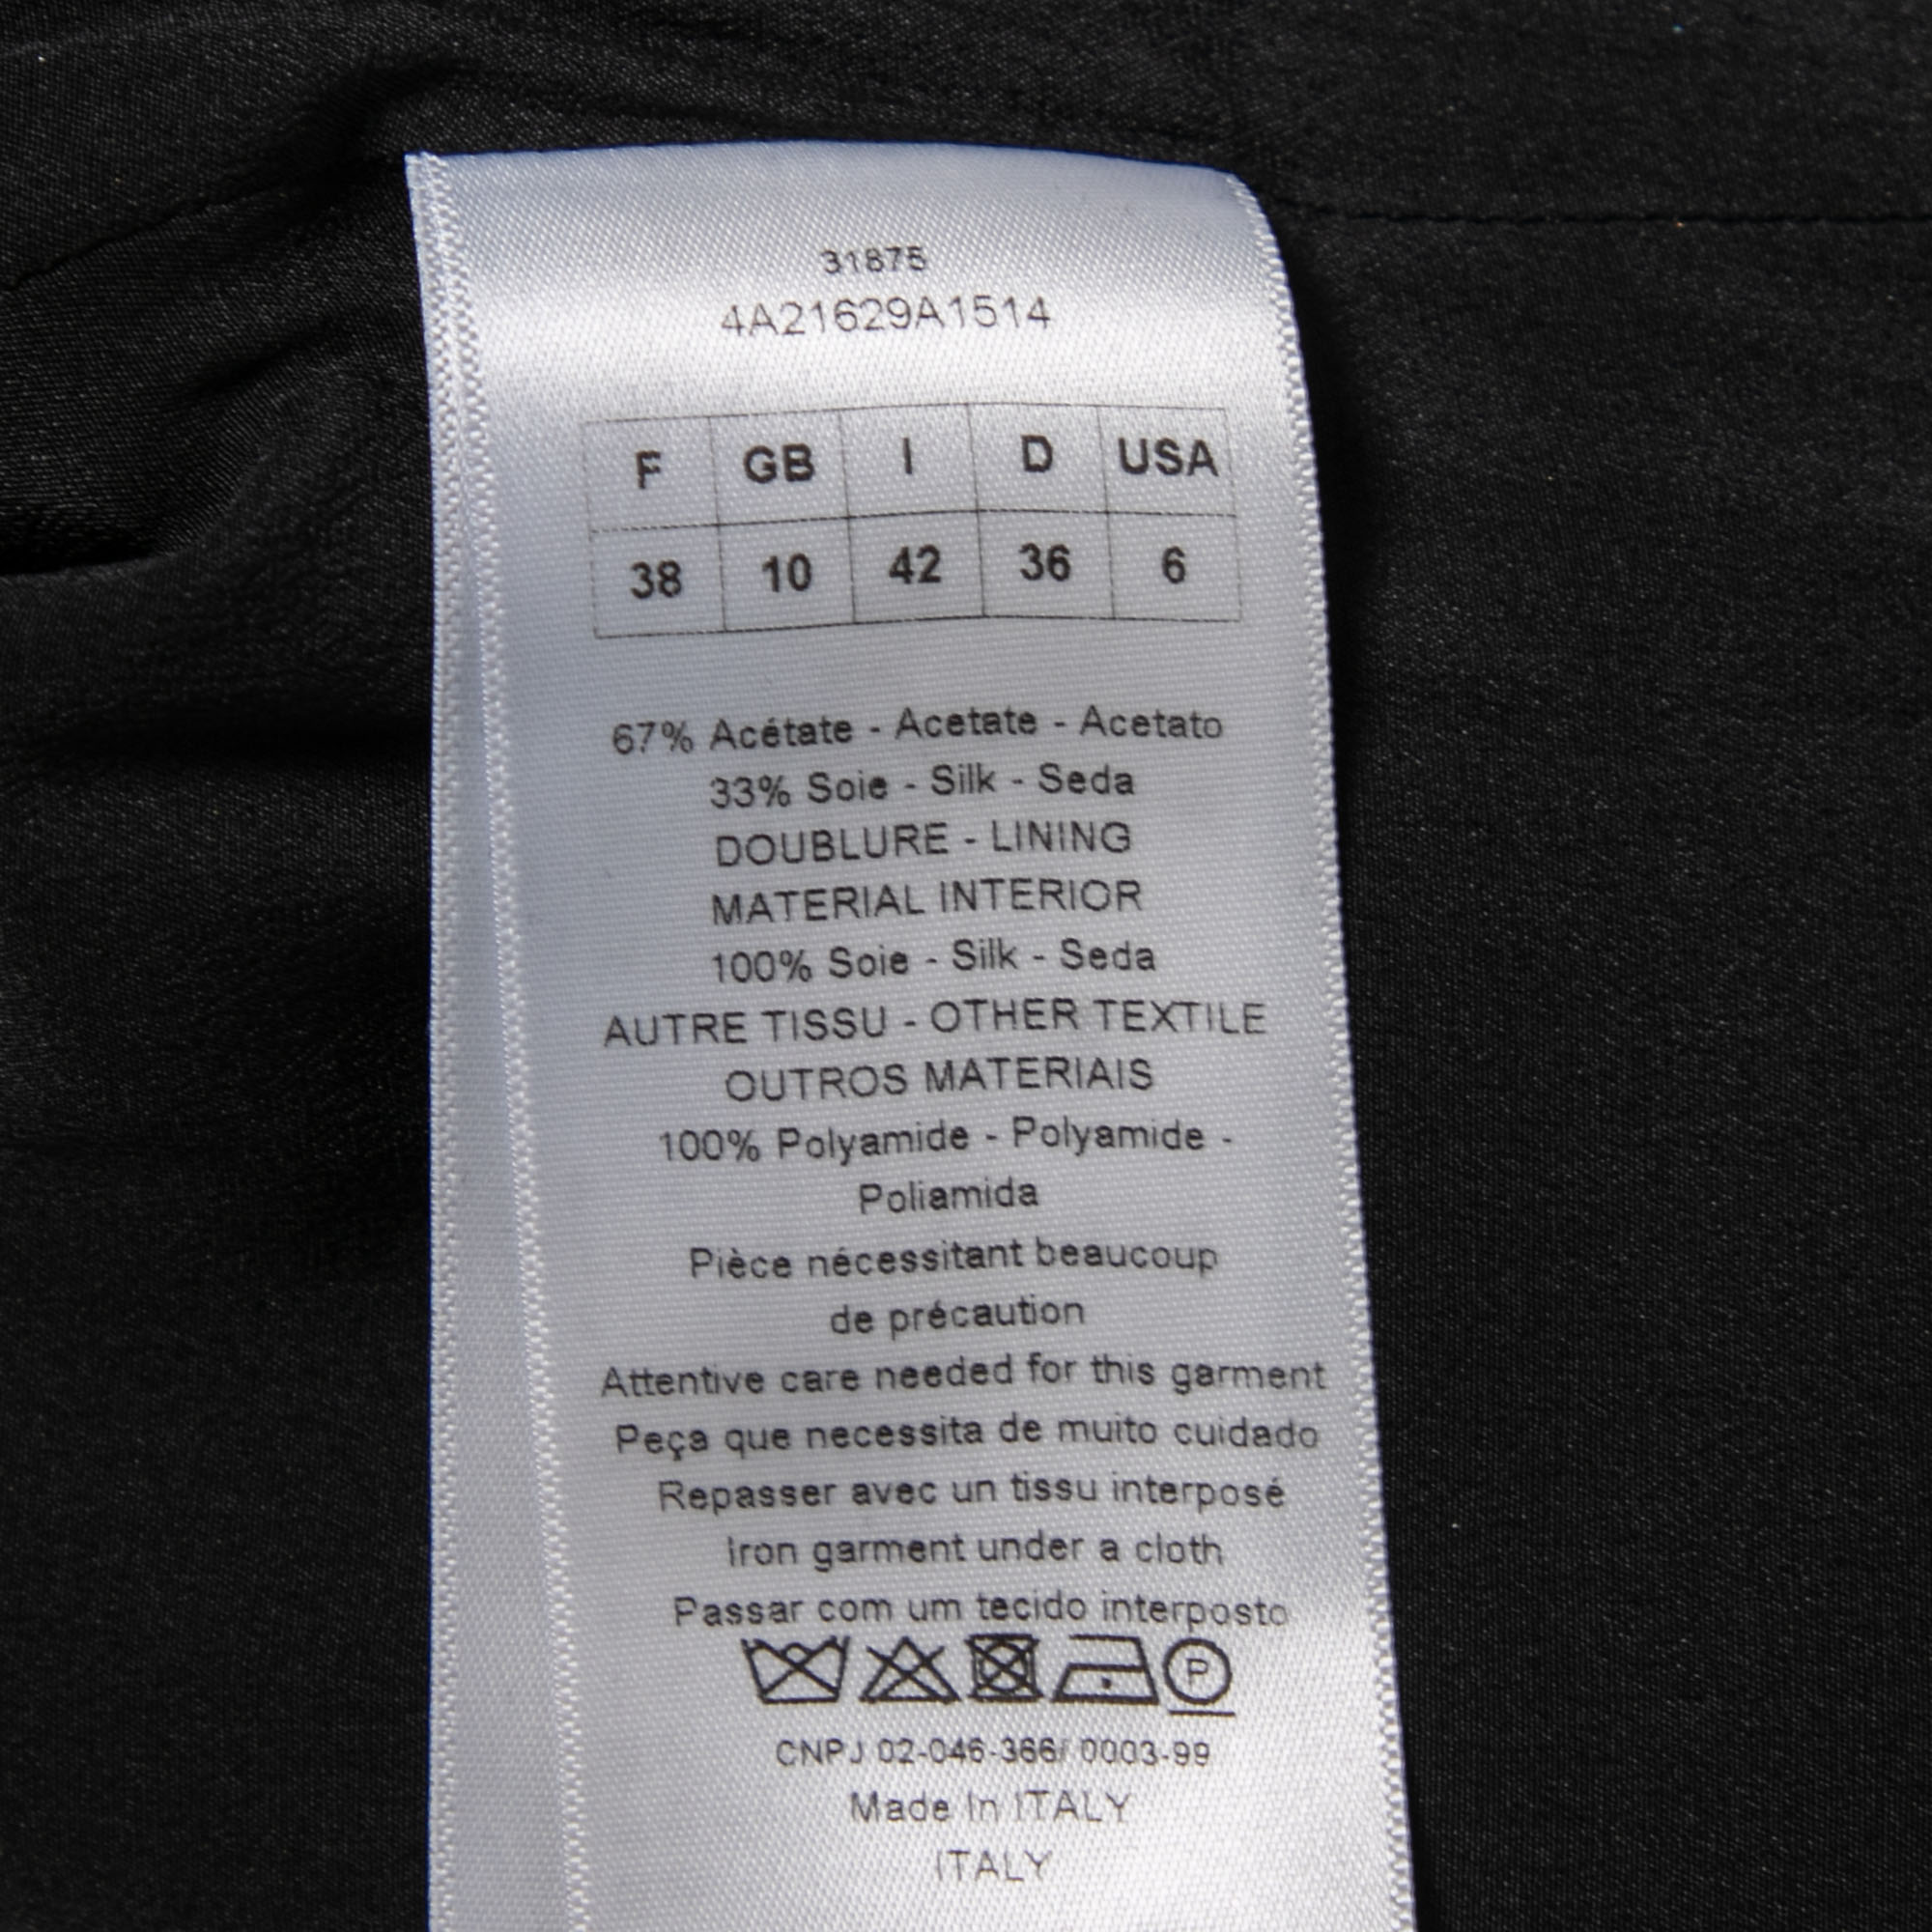 31875
4A21629A1514
F GB I D USA
38 10 42 36 6
67% Acétate - Acetate - Acetato
33% Soie - Silk - Seda
DOUBLURE - LINING
MATERIAL INTERIOR
100% Soie - Silk - Seda
AUTRE TISSU - OTHER TEXTILE
OUTROS MATERIAIS
100% Polyamide - Polyamide -
Poliamida
Pièce nécessitant beaucoup
de précaution
Attentive care needed for this garment
Peça que necessita de muito cuidado
Repasser avec un tissu interposé
Iron garment under a cloth
Passar com um tecido interposto
P
CNPJ 02-046-366/ 0003-99
Made In ITALY
ITALY